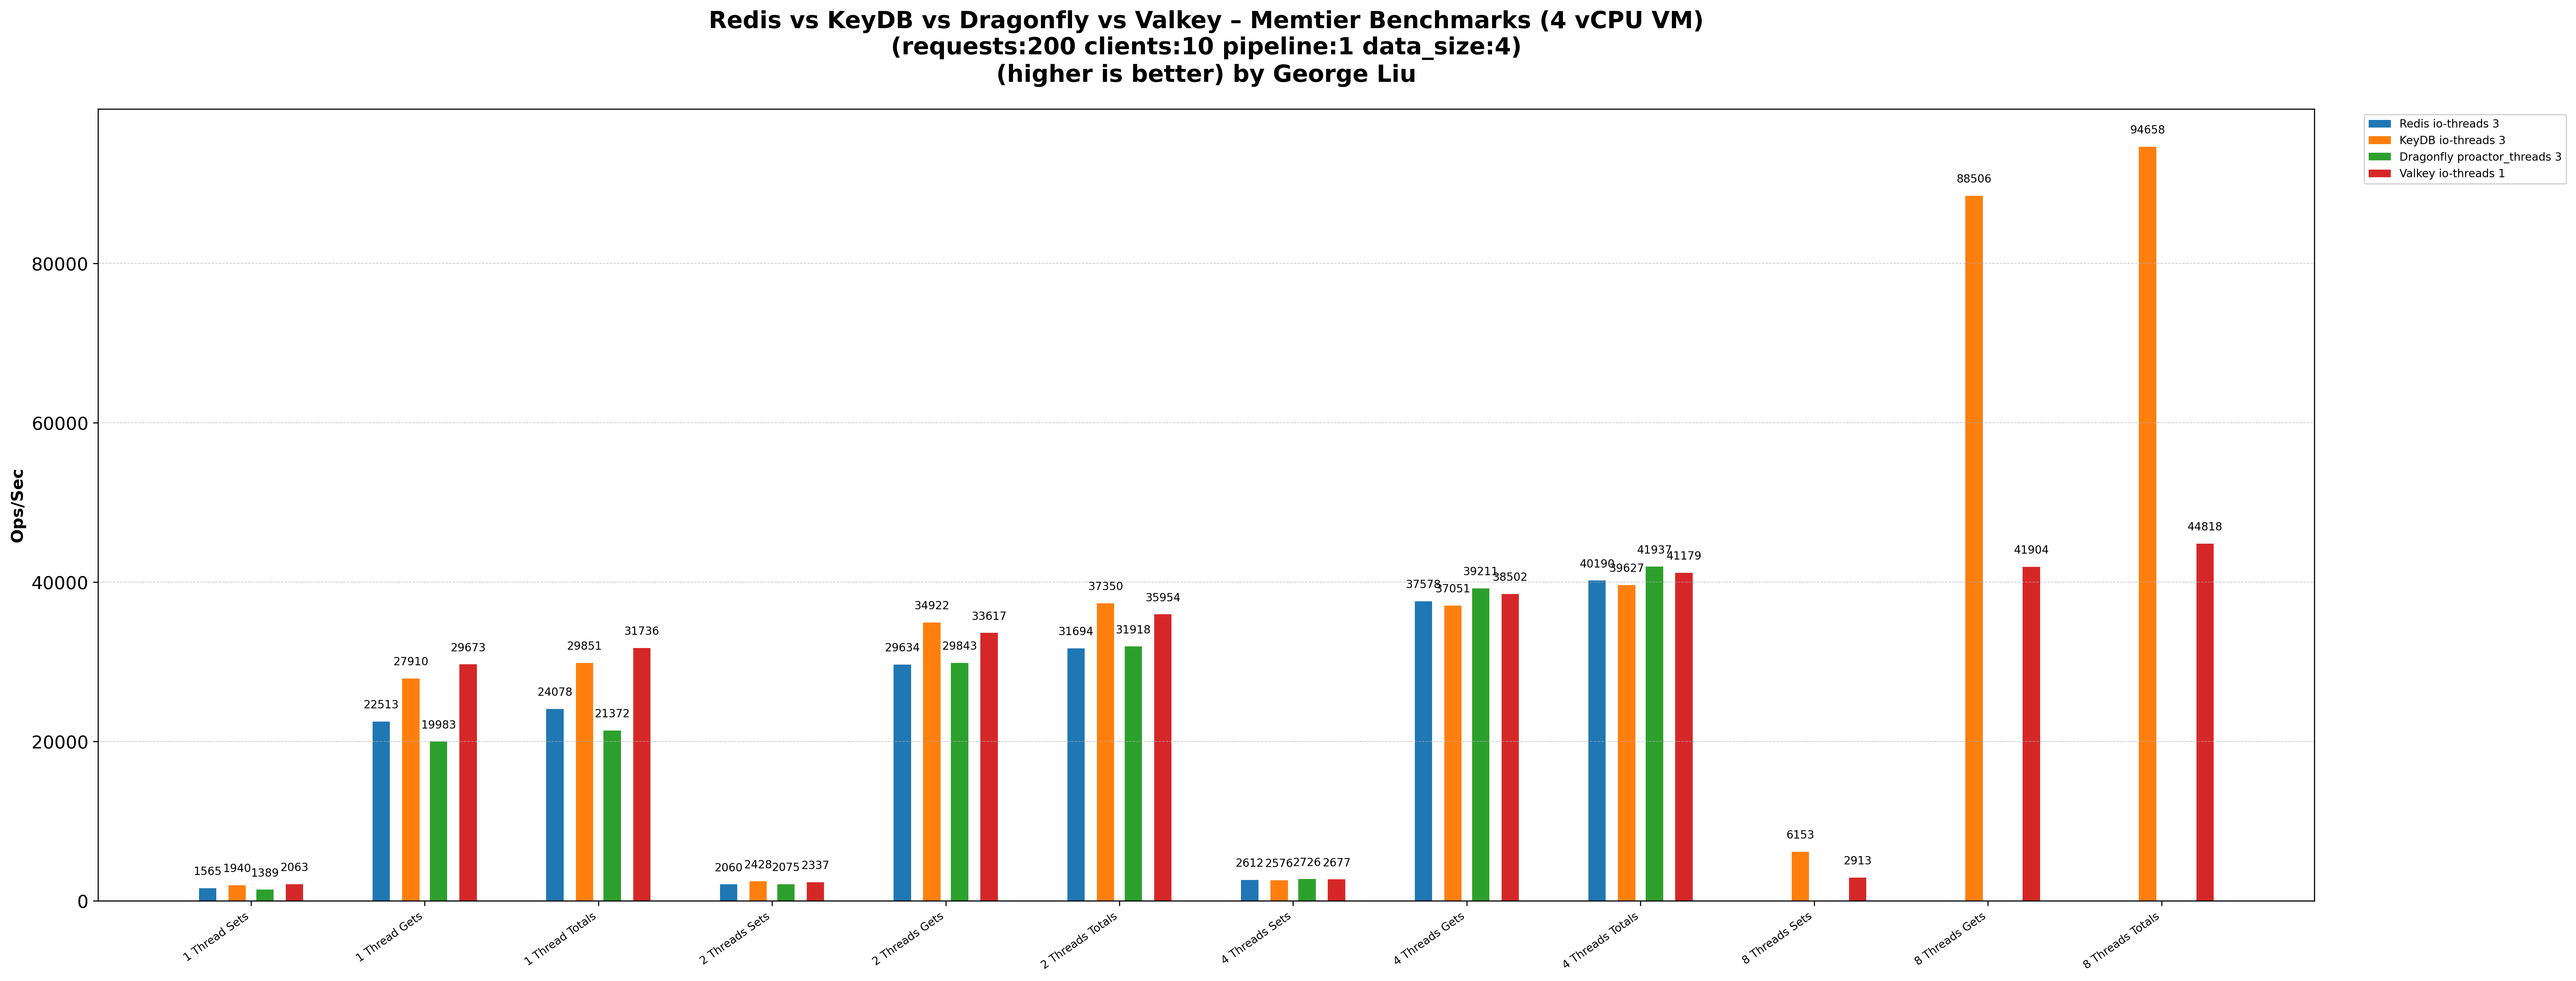 Redis vs KeyDB vs Dragonfly vs Valkey – Memtier Benchmarks (4 vCPU VM)
(requests:200 clients:10 pipeline:1 data_size:4)
(higher is better) by George Liu
Redis io-threads 3
KeyDB io-threads 3
Dragonfly proactor_threads 3
Valkey io-threads 1
Ops/Sec
80000
60000
40000
20000
0
1565
1940
1389
2063
22513
27910
19983
29673
24078
29851
21372
31736
2060
2428
2075
2337
29634
34922
29843
33617
31694
37350
31918
35954
2612
2576
2726
2677
37578
37051
39211
38502
40190
39627
41937
41179
6153
2913
88506
41904
94658
44818
1 Thread Sets
1 Thread Gets
1 Thread Totals
2 Threads Sets
2 Threads Gets
2 Threads Totals
4 Threads Sets
4 Threads Gets
4 Threads Totals
8 Threads Sets
8 Threads Gets
8 Threads Totals